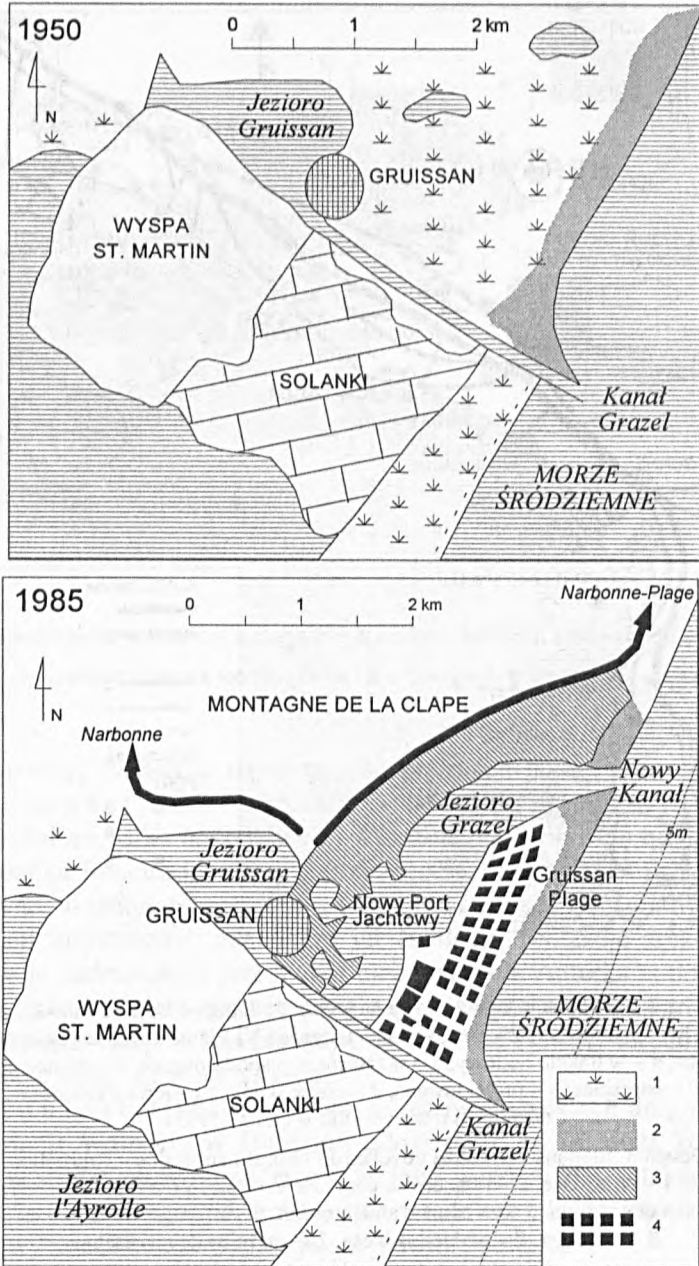 1950
0 1 2 km
N
Jezioro
Gruissan
GRUISSAN
WYSPA
ST. MARTIN
SOLANKI
Kanał
Grazel
MORZE
ŚRÓDZIEMNE
1985
0 1 2 km
Narbonne-Plage
N
MONTAGNE DE LA CLAPE
Narbonne
Nowy
Kanał
Jezioro
Grazel
5m
Jezioro
Gruissan
Gruissan
Plage
Nowy Port
Jachtowy
GRUISSAN
WYSPA
ST. MARTIN
MORZE
ŚRÓDZIEMNE
SOLANKI
Kanał
Grazel
Jezioro
l'Ayrolle
1
2
3
4